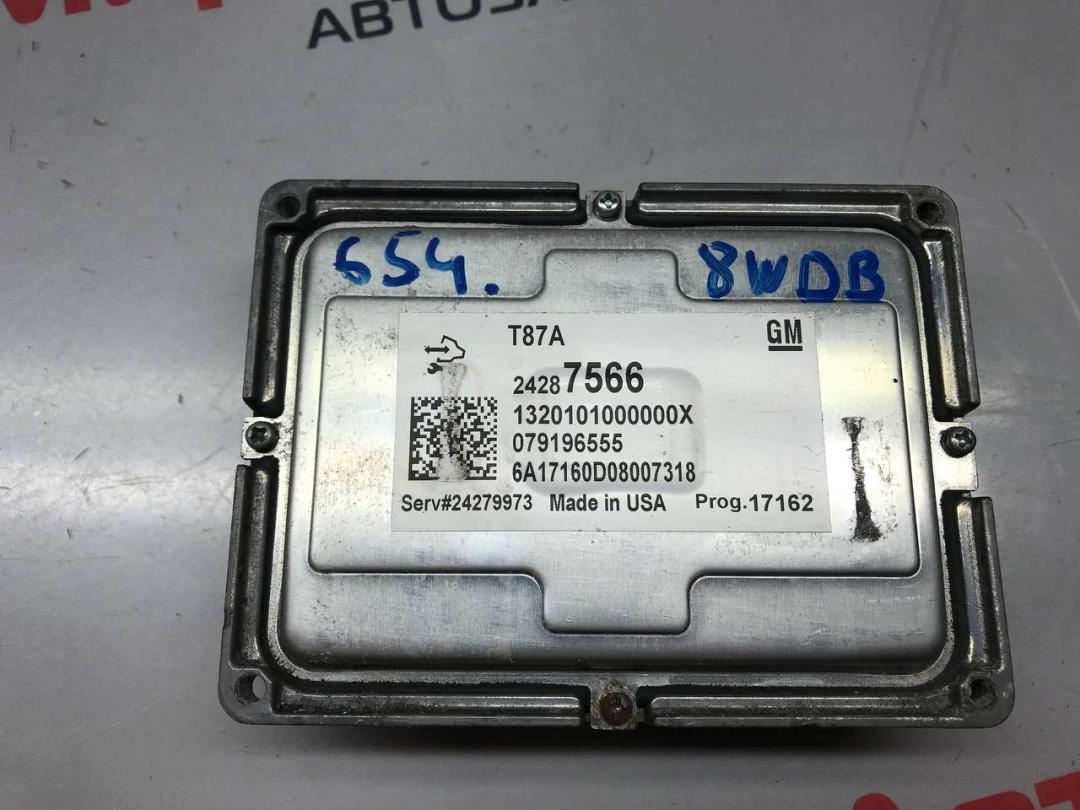 АВТОЗА
654.
8WDB
T87A
GM
24287566
1320101000000X
079196555
6A17160D08007318
Serv#24279973 Made in USA Prog.17162